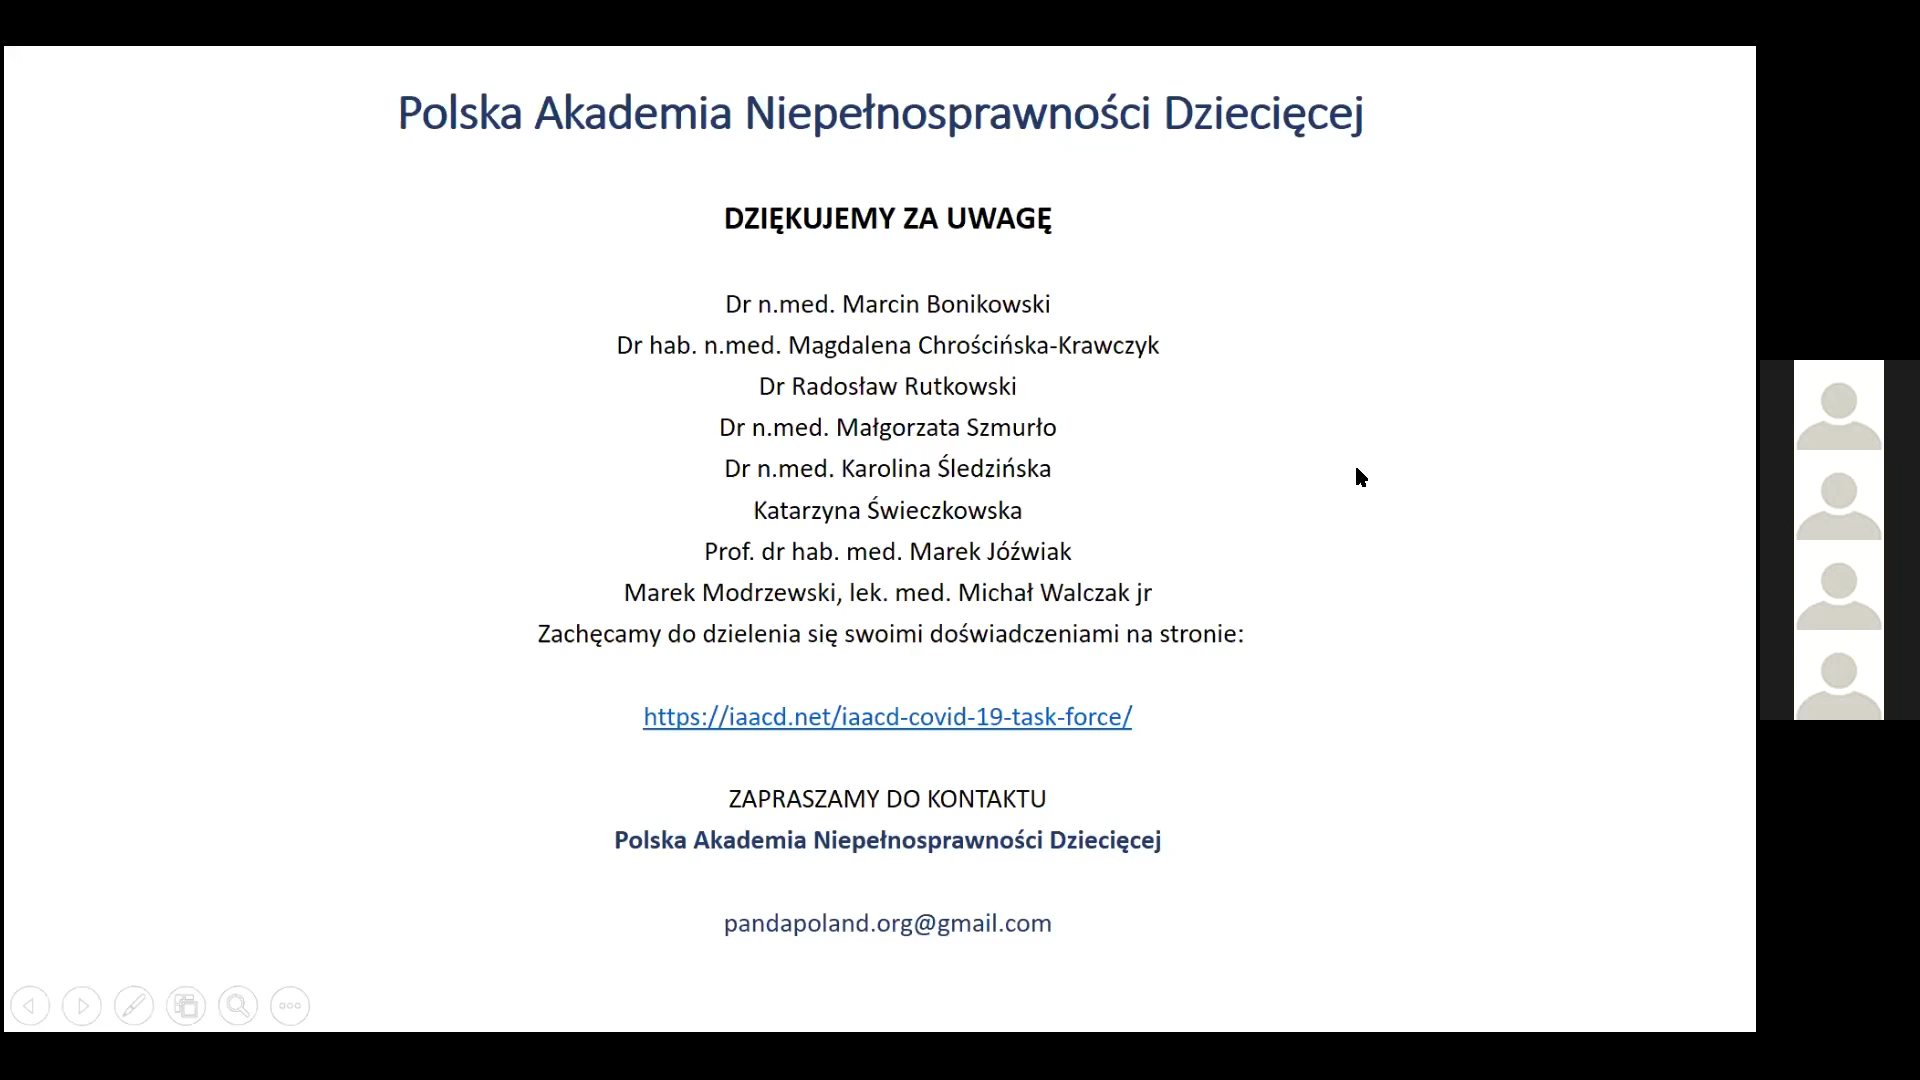 Polska Akademia Niepełnosprawności Dziecięcej
DZIĘKUJEMY ZA UWAGĘ
Dr n.med. Marcin Bonikowski
Dr hab. n.med. Magdalena Chrościńska-Krawczyk
Dr Radosław Rutkowski
Dr n.med. Małgorzata Szmurło
Dr n.med. Karolina Śledzińska
Katarzyna Świeczkowska
Prof. dr hab. med. Marek Jóźwiak
Marek Modrzewski, lek. med. Michał Walczak jr
Zachęcamy do dzielenia się swoimi doświadczeniami na stronie:
https://iaacd.net/iaacd-covid-19-task-force/
ZAPRASZAMY DO KONTAKTU
Polska Akademia Niepełnosprawności Dziecięcej
pandapoland.org@gmail.com